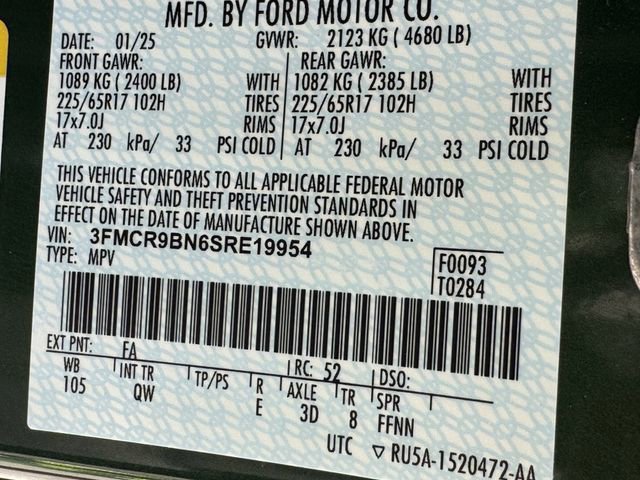 MFD. BY FORD MOTOR CO.
DATE: 01/25 GVWR: 2123 KG ( 4680 LB)
FRONT GAWR: REAR GAWR:
1089 KG ( 2400 LB) WITH 1082 KG ( 2385 LB) WITH
225/65R17 102H TIRES 225/65R17 102H TIRES
17x7.0J RIMS 17x7.0J RIMS
AT 230 kPa/ 33 PSI COLD AT 230 kPa/ 33 PSI COLD
THIS VEHICLE CONFORMS TO ALL APPLICABLE FEDERAL MOTOR
VEHICLE SAFETY AND THEFT PREVENTION STANDARDS IN
EFFECT ON THE DATE OF MANUFACTURE SHOWN ABOVE.
VIN: 3FMCR9BN6SRE19954
TYPE: MPV F0093
T0284
EXT PNT: FA RC: 52 DSO:
WB INT TR TP/PS R AXLE TR SPR
105 QW E 3D 8 FFNN
UTC ▽ RU5A-1520472-AA